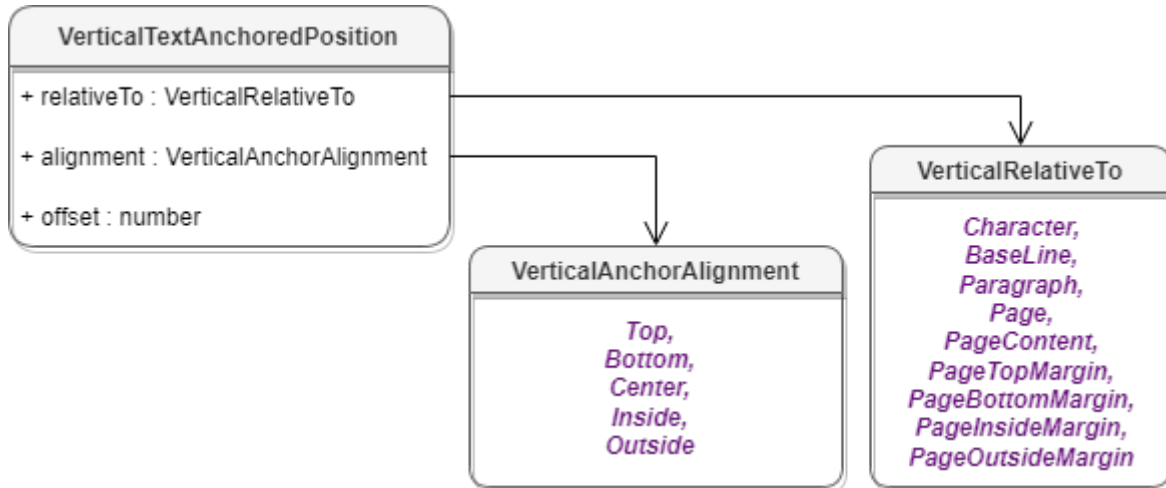 VerticalTextAnchoredPosition
+ relativeTo : VerticalRelativeTo
+ alignment : VerticalAnchorAlignment
+ offset : number
VerticalAnchorAlignment
Top,
Bottom,
Center,
Inside,
Outside
VerticalRelativeTo
Character,
BaseLine,
Paragraph,
Page,
PageContent,
PageTopMargin,
PageBottomMargin,
PageInsideMargin,
PageOutsideMargin